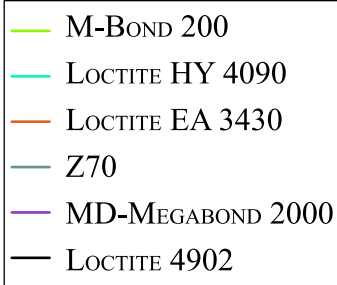 M-Bond 200
Loctite HY 4090
Loctite EA 3430
Z70
MD-Megabond 2000
Loctite 4902